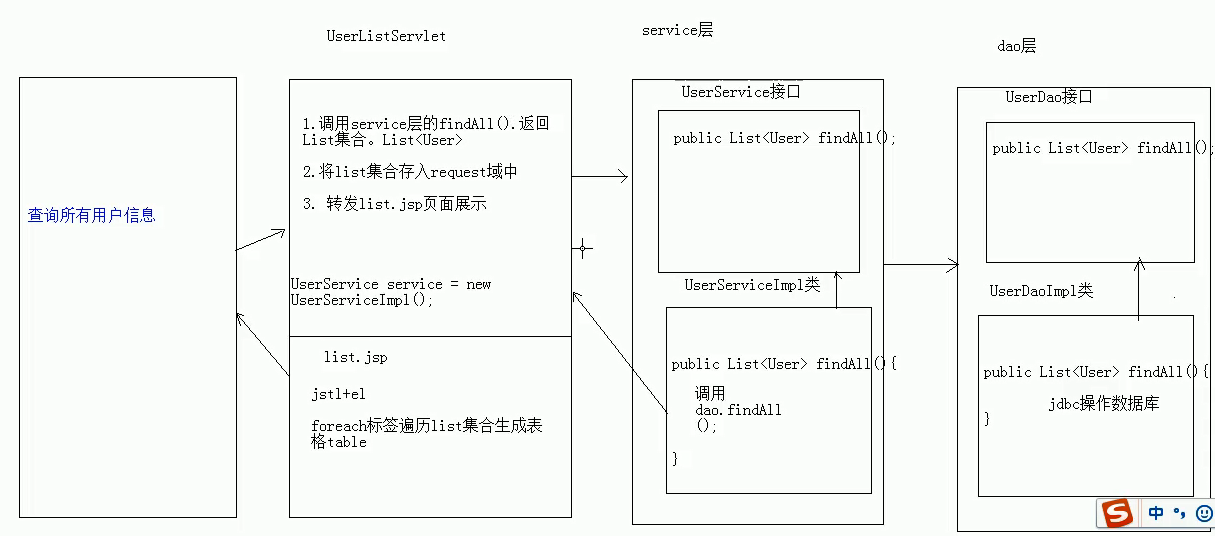 UserListServlet
service层
dao层
查询所有用户信息
1.调用service层的findAll().返回
List集合。List<User>
2.将list集合存入request域中
3. 转发list.jsp页面展示
UserService service = new
UserServiceImpl();
list.jsp
jstl+el
foreach标签遍历list集合生成表
格table
UserService接口
public List<User> findAll();
UserServiceImpl类
public List<User> findAll(){
调用
dao.findAll
();
}
UserDao接口
public List<User> findAll();
UserDaoImpl类
public List<User> findAll(){
jdbc操作数据库
}
S 中